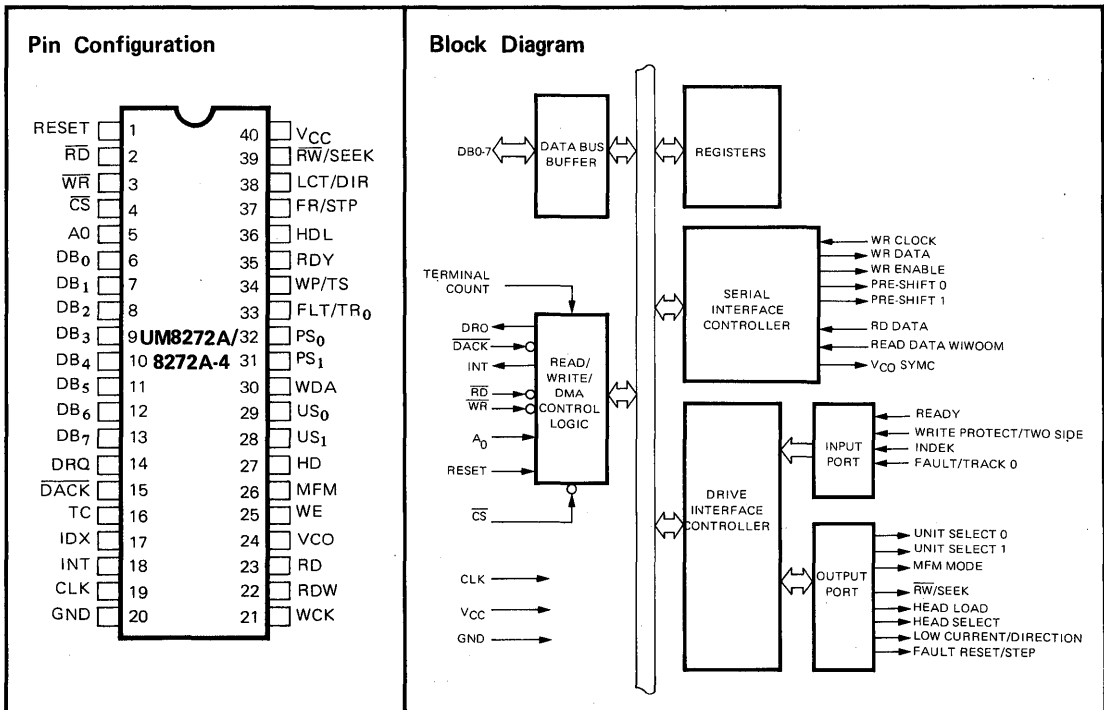 Pin Configuration
RESET 1
RD 2
WR 3
CS 4
A0 5
DB0 6
DB1 7
DB2 8
DB3 9
DB4 10
DB5 11
DB6 12
DB7 13
DRQ 14
DACK 15
TC 16
IDX 17
INT 18
CLK 19
GND 20
UM8272A/
8272A-4
40 VCC
39 RW/SEEK
38 LCT/DIR
37 FR/STP
36 HDL
35 RDY
34 WP/TS
33 FLT/TR0
32 PS0
31 PS1
30 WDA
29 US0
28 US1
27 HD
26 MFM
25 WE
24 VCO
23 RD
22 RDW
21 WCK
Block Diagram
DB0-7
DATA BUS
BUFFER
REGISTERS
TERMINAL
COUNT
DRO
DACK
INT
RD
WR
A0
RESET
CS
READ/
WRITE/
DMA
CONTROL
LOGIC
CLK
VCC
GND
SERIAL
INTERFACE
CONTROLLER
WR CLOCK
WR DATA
WR ENABLE
PRE-SHIFT 0
PRE-SHIFT 1
RD DATA
READ DATA WIWOOM
VCO SYMC
DRIVE
INTERFACE
CONTROLLER
INPUT
PORT
READY
WRITE PROTECT/TWO SIDE
INDEK
FAULT/TRACK 0
OUTPUT
PORT
UNIT SELECT 0
UNIT SELECT 1
MFM MODE
RW/SEEK
HEAD LOAD
HEAD SELECT
LOW CURRENT/DIRECTION
FAULT RESET/STEP